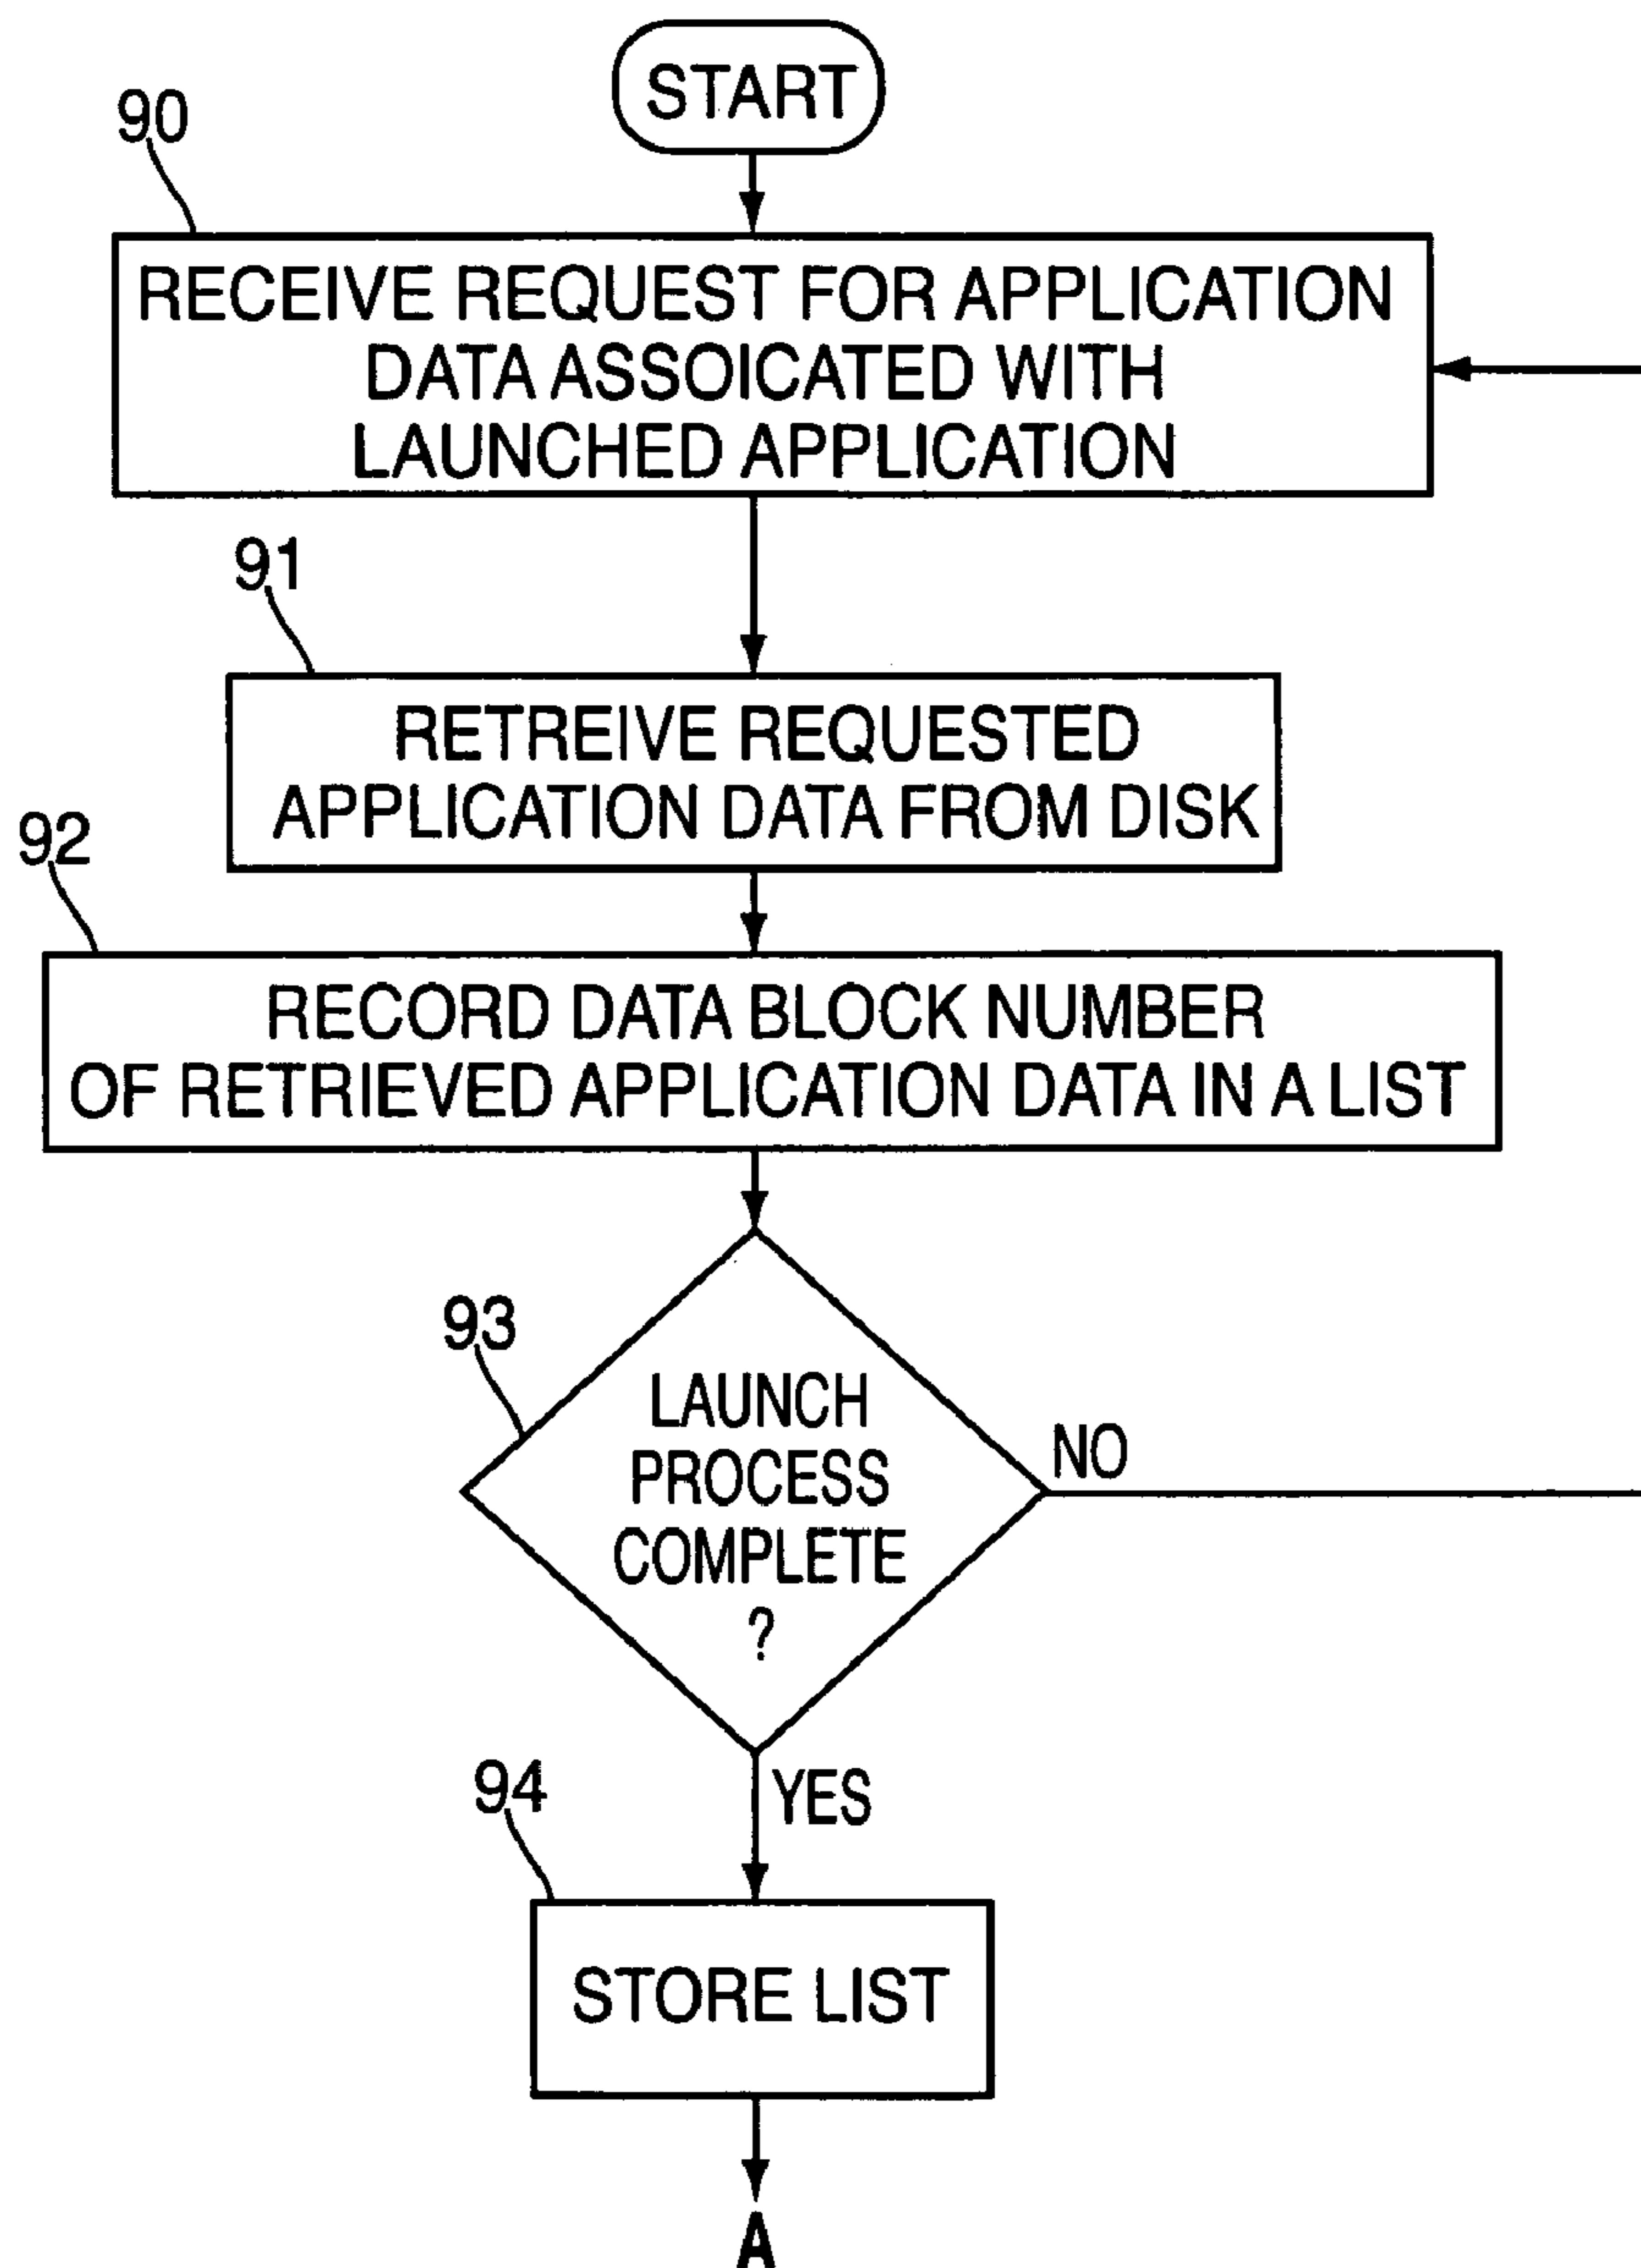 START
90
RECEIVE REQUEST FOR APPLICATION
DATA ASSOICATED WITH
LAUNCHED APPLICATION
91
RETREIVE REQUESTED
APPLICATION DATA FROM DISK
92
RECORD DATA BLOCK NUMBER
OF RETRIEVED APPLICATION DATA IN A LIST
93
LAUNCH
PROCESS
COMPLETE
?
NO
YES
94
STORE LIST
A